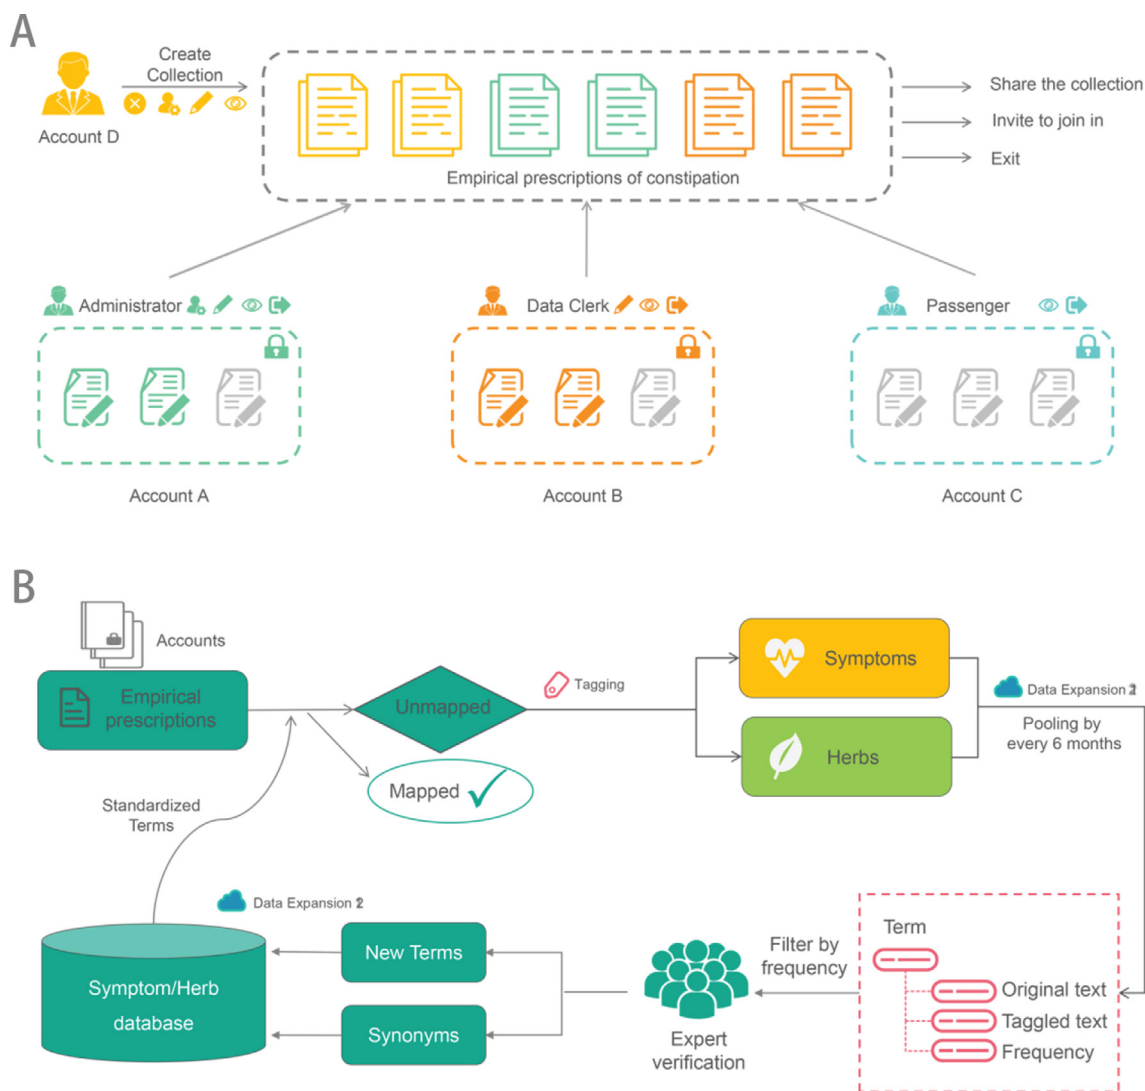 A
Create
Collection
Account D
Empirical prescriptions of constipation
Share the collection
Invite to join in
Exit
Administrator
Data Clerk
Passenger
Account A
Account B
Account C
B
Accounts
Empirical
prescriptions
Unmapped
Tagging
Symptoms
Herbs
Data Expansion
Pooling by
every 6 months
Mapped
Standardized
Terms
Data Expansion
New Terms
Synonyms
Symptom/Herb
database
Expert
verification
Filter by
frequency
Term
Original text
Taggled text
Frequency